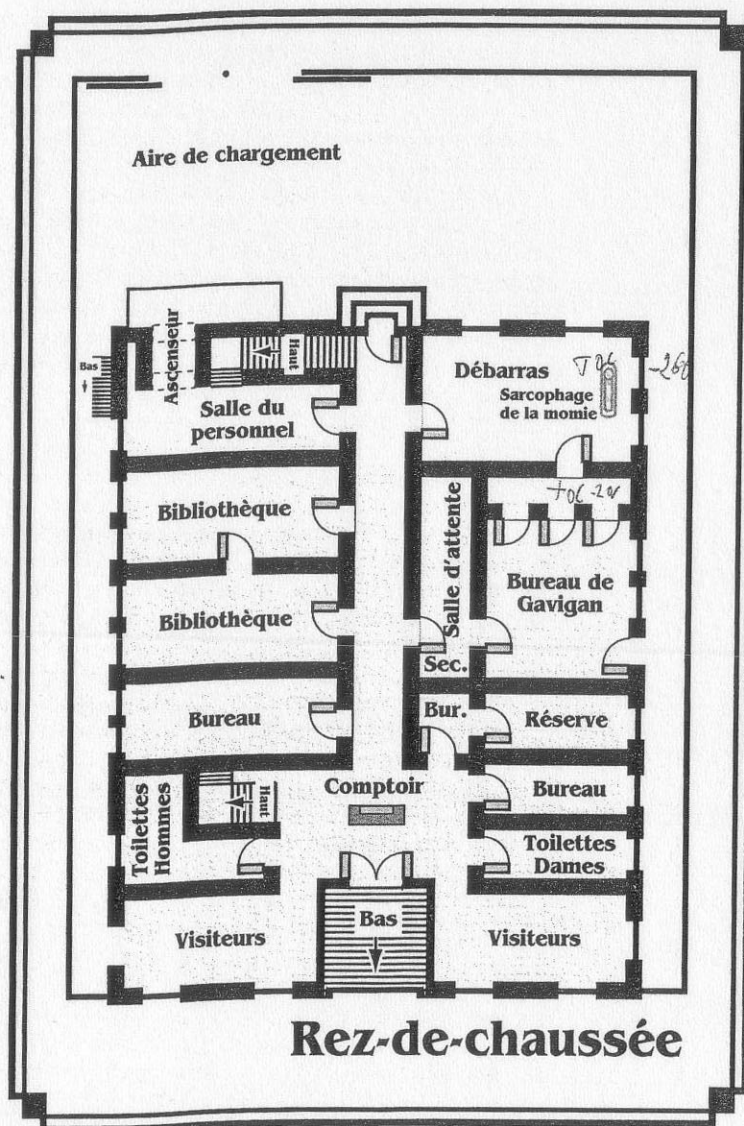 Aire de chargement
Ascenseur
Bas
Haut
Débarras
Sarcophage
de la momie
Salle du
personnel
Bibliothèque
Salle d'attente
Bureau de
Gavigan
Bibliothèque
Sec.
Bureau
Bur.
Réserve
Comptoir
Haut
Bureau
Toilettes
Hommes
Toilettes
Dames
Visiteurs
Bas
Visiteurs
Rez-de-chaussée